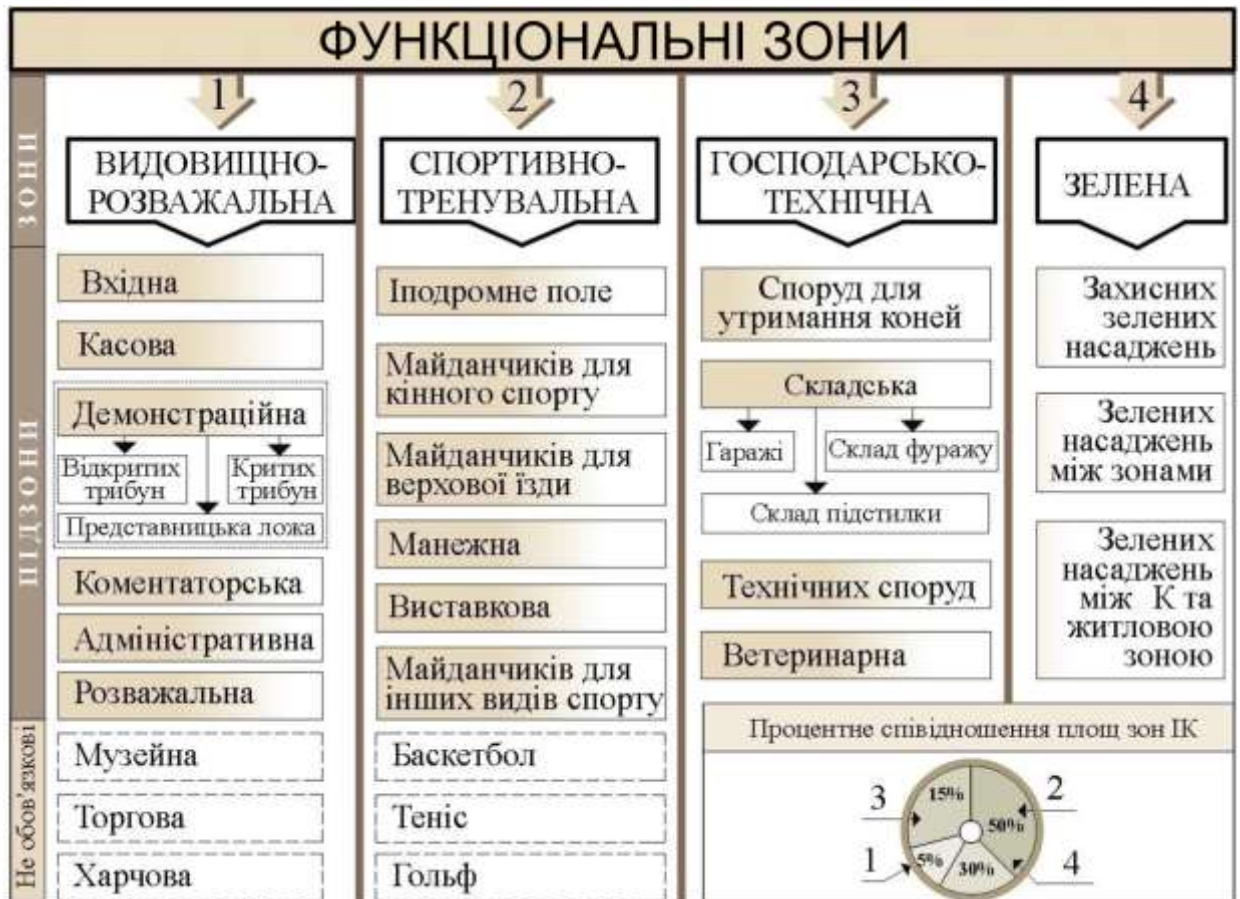 ФУНКЦІОНАЛЬНІ ЗОНИ
ЗОНИ
1
ВИДОВИЩНО-
РОЗВАЖАЛЬНА
2
СПОРТИВНО-
ТРЕНУВАЛЬНА
3
ГОСПОДАРСЬКО-
ТЕХНІЧНА
4
ЗЕЛЕНА
ПІДЗОНИ
Вхідна
Касова
Демонстраційна
Відкритих
трибун
Критих
трибун
Представницька ложа
Коментаторська
Адміністративна
Розважальна
Іподромне поле
Майданчиків для
кінного спорту
Майданчиків для
верхової їзди
Манежна
Виставкова
Майданчиків для
інших видів спорту
Споруд для
утримання коней
Складська
Гаражі
Склад фуражу
Склад підстилки
Технічних споруд
Ветеринарна
Захисних
зелених
насаджень
Зелених
насаджень
між зонами
Зелених
насаджень
між К та
житловою
зоною
Не обов'язкові
Музейна
Торгова
Харчова
Баскетбол
Теніс
Гольф
Процентне співвідношення площ зон ІК
3
15%
2
50%
1
5%
30%
4